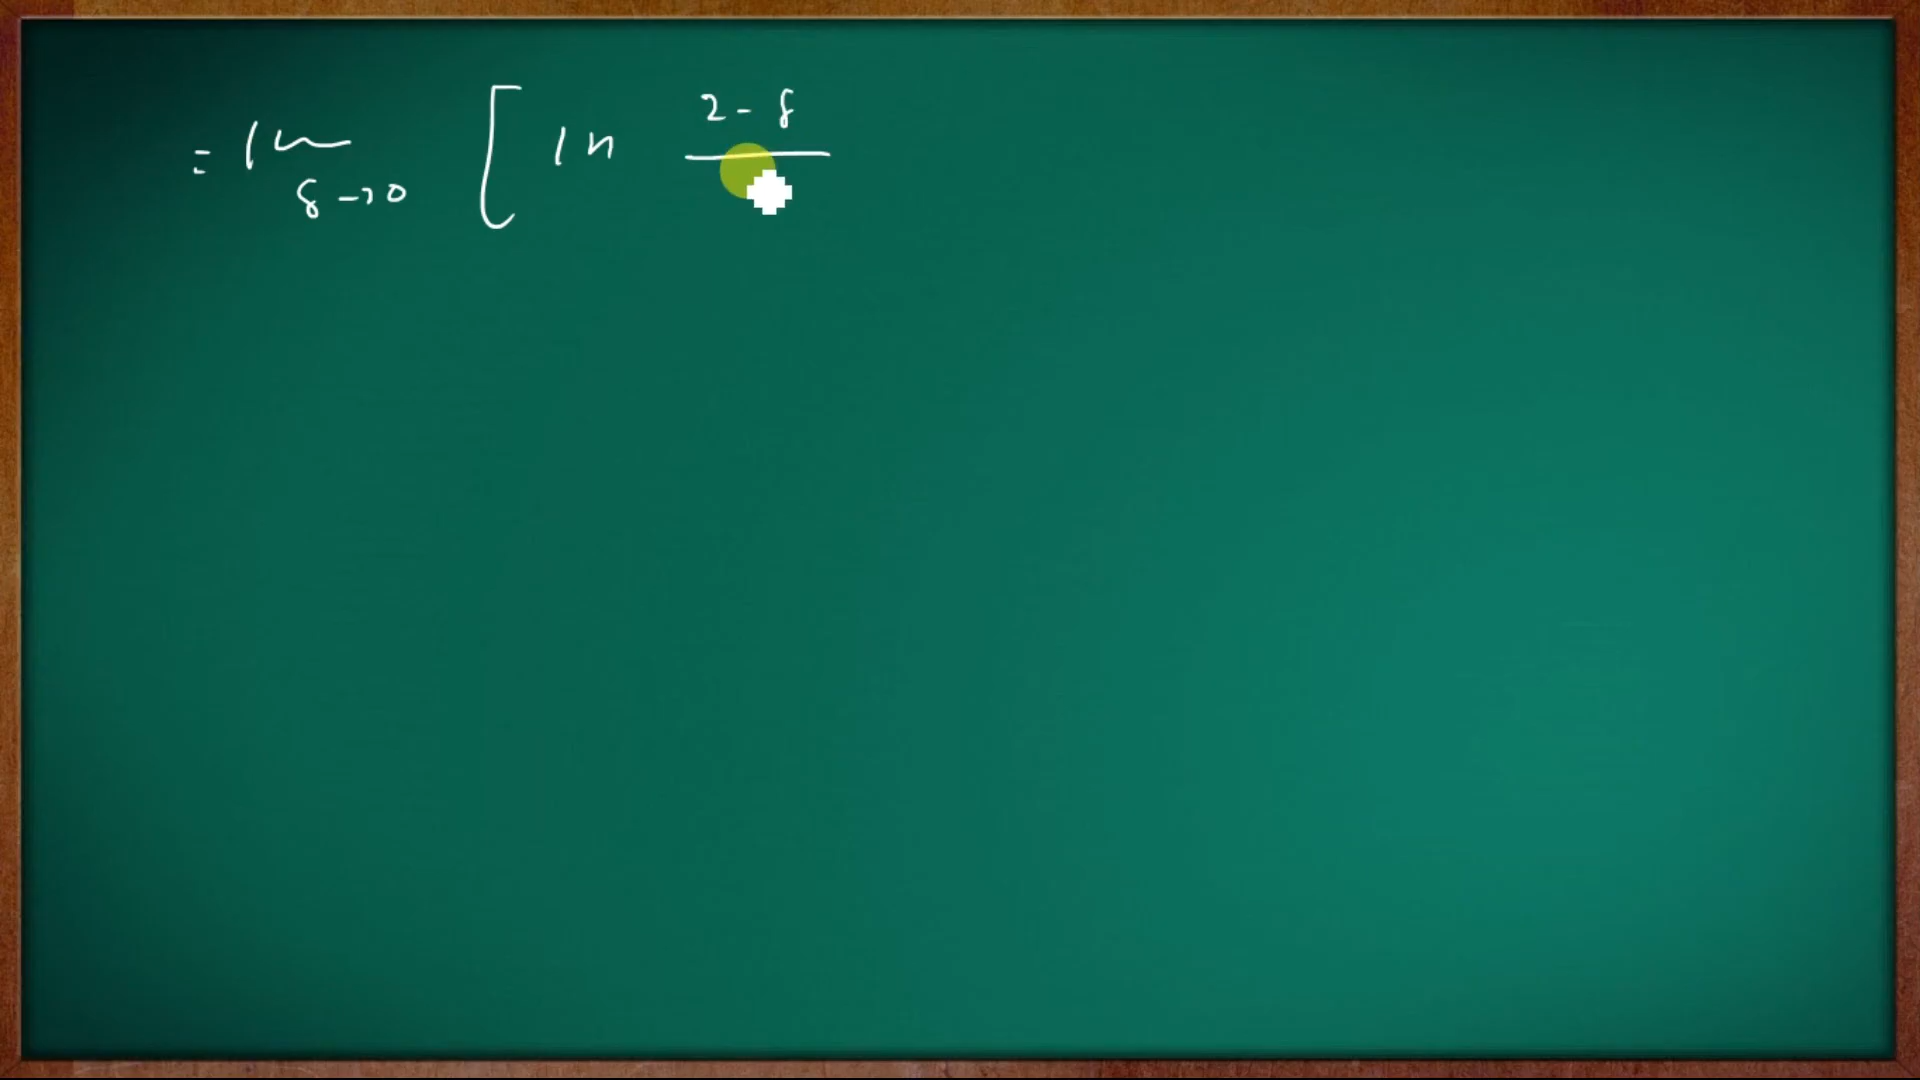 = lim [ ln (2 - δ) /
δ → 0